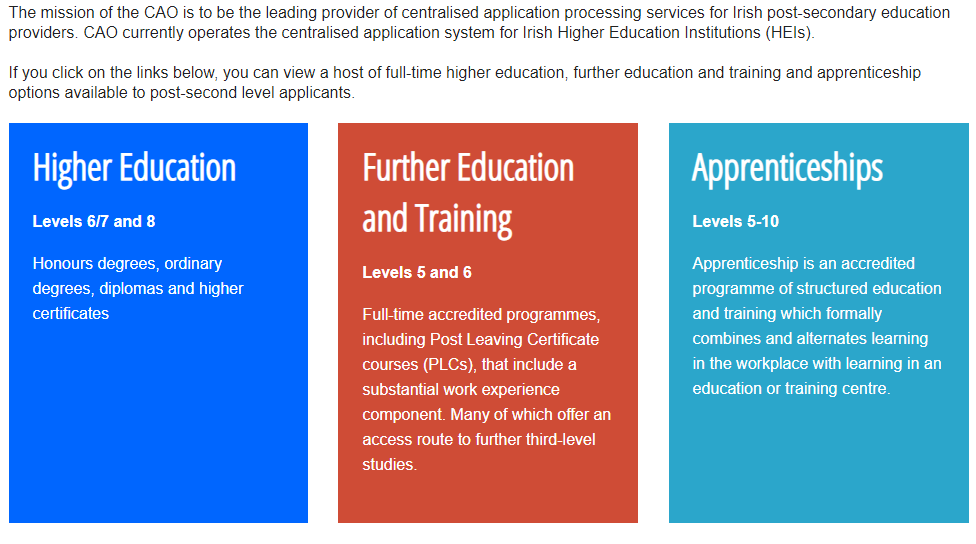 The mission of the CAO is to be the leading provider of centralised application processing services for Irish post-secondary education
providers. CAO currently operates the centralised application system for Irish Higher Education Institutions (HEIs).
If you click on the links below, you can view a host of full-time higher education, further education and training and apprenticeship
options available to post-second level applicants.
Higher Education
Levels 6/7 and 8
Honours degrees, ordinary
degrees, diplomas and higher
certificates
Further Education
and Training
Levels 5 and 6
Full-time accredited programmes,
including Post Leaving Certificate
courses (PLCs), that include a
substantial work experience
component. Many of which offer an
access route to further third-level
studies.
Apprenticeships
Levels 5-10
Apprenticeship is an accredited
programme of structured education
and training which formally
combines and alternates learning
in the workplace with learning in an
education or training centre.